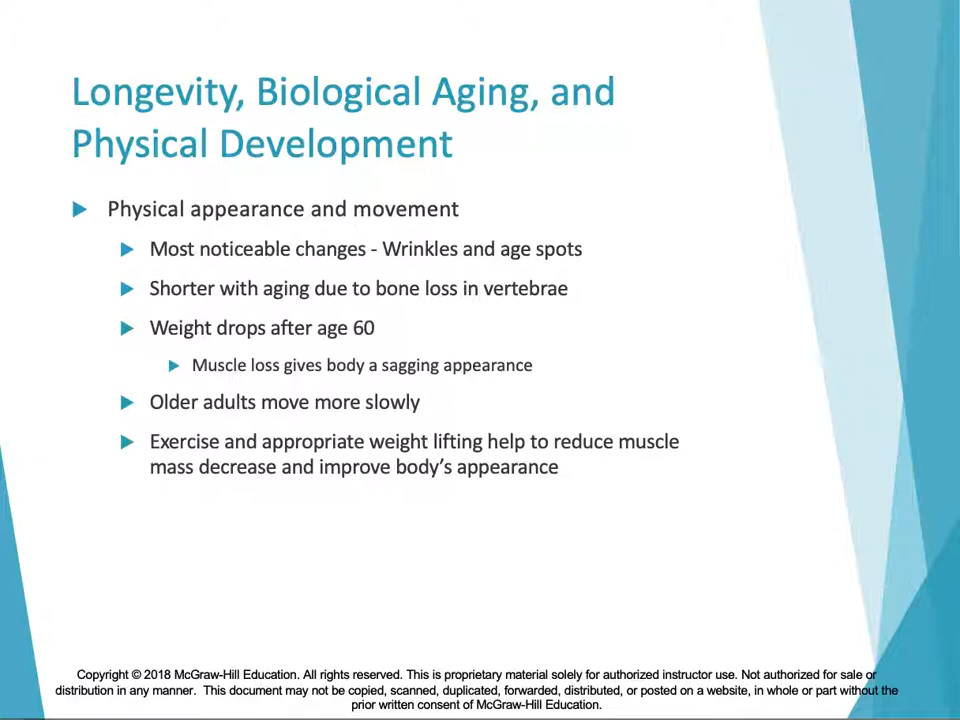 Longevity, Biological Aging, and
Physical Development
Physical appearance and movement
Most noticeable changes - Wrinkles and age spots
Shorter with aging due to bone loss in vertebrae
Weight drops after age 60
Muscle loss gives body a sagging appearance
Older adults move more slowly
Exercise and appropriate weight lifting help to reduce muscle
mass decrease and improve body’s appearance
Copyright © 2018 McGraw-Hill Education. All rights reserved. This is proprietary material solely for authorized instructor use. Not authorized for sale or
distribution in any manner.  This document may not be copied, scanned, duplicated, forwarded, distributed, or posted on a website, in whole or part without the
prior written consent of McGraw-Hill Education.